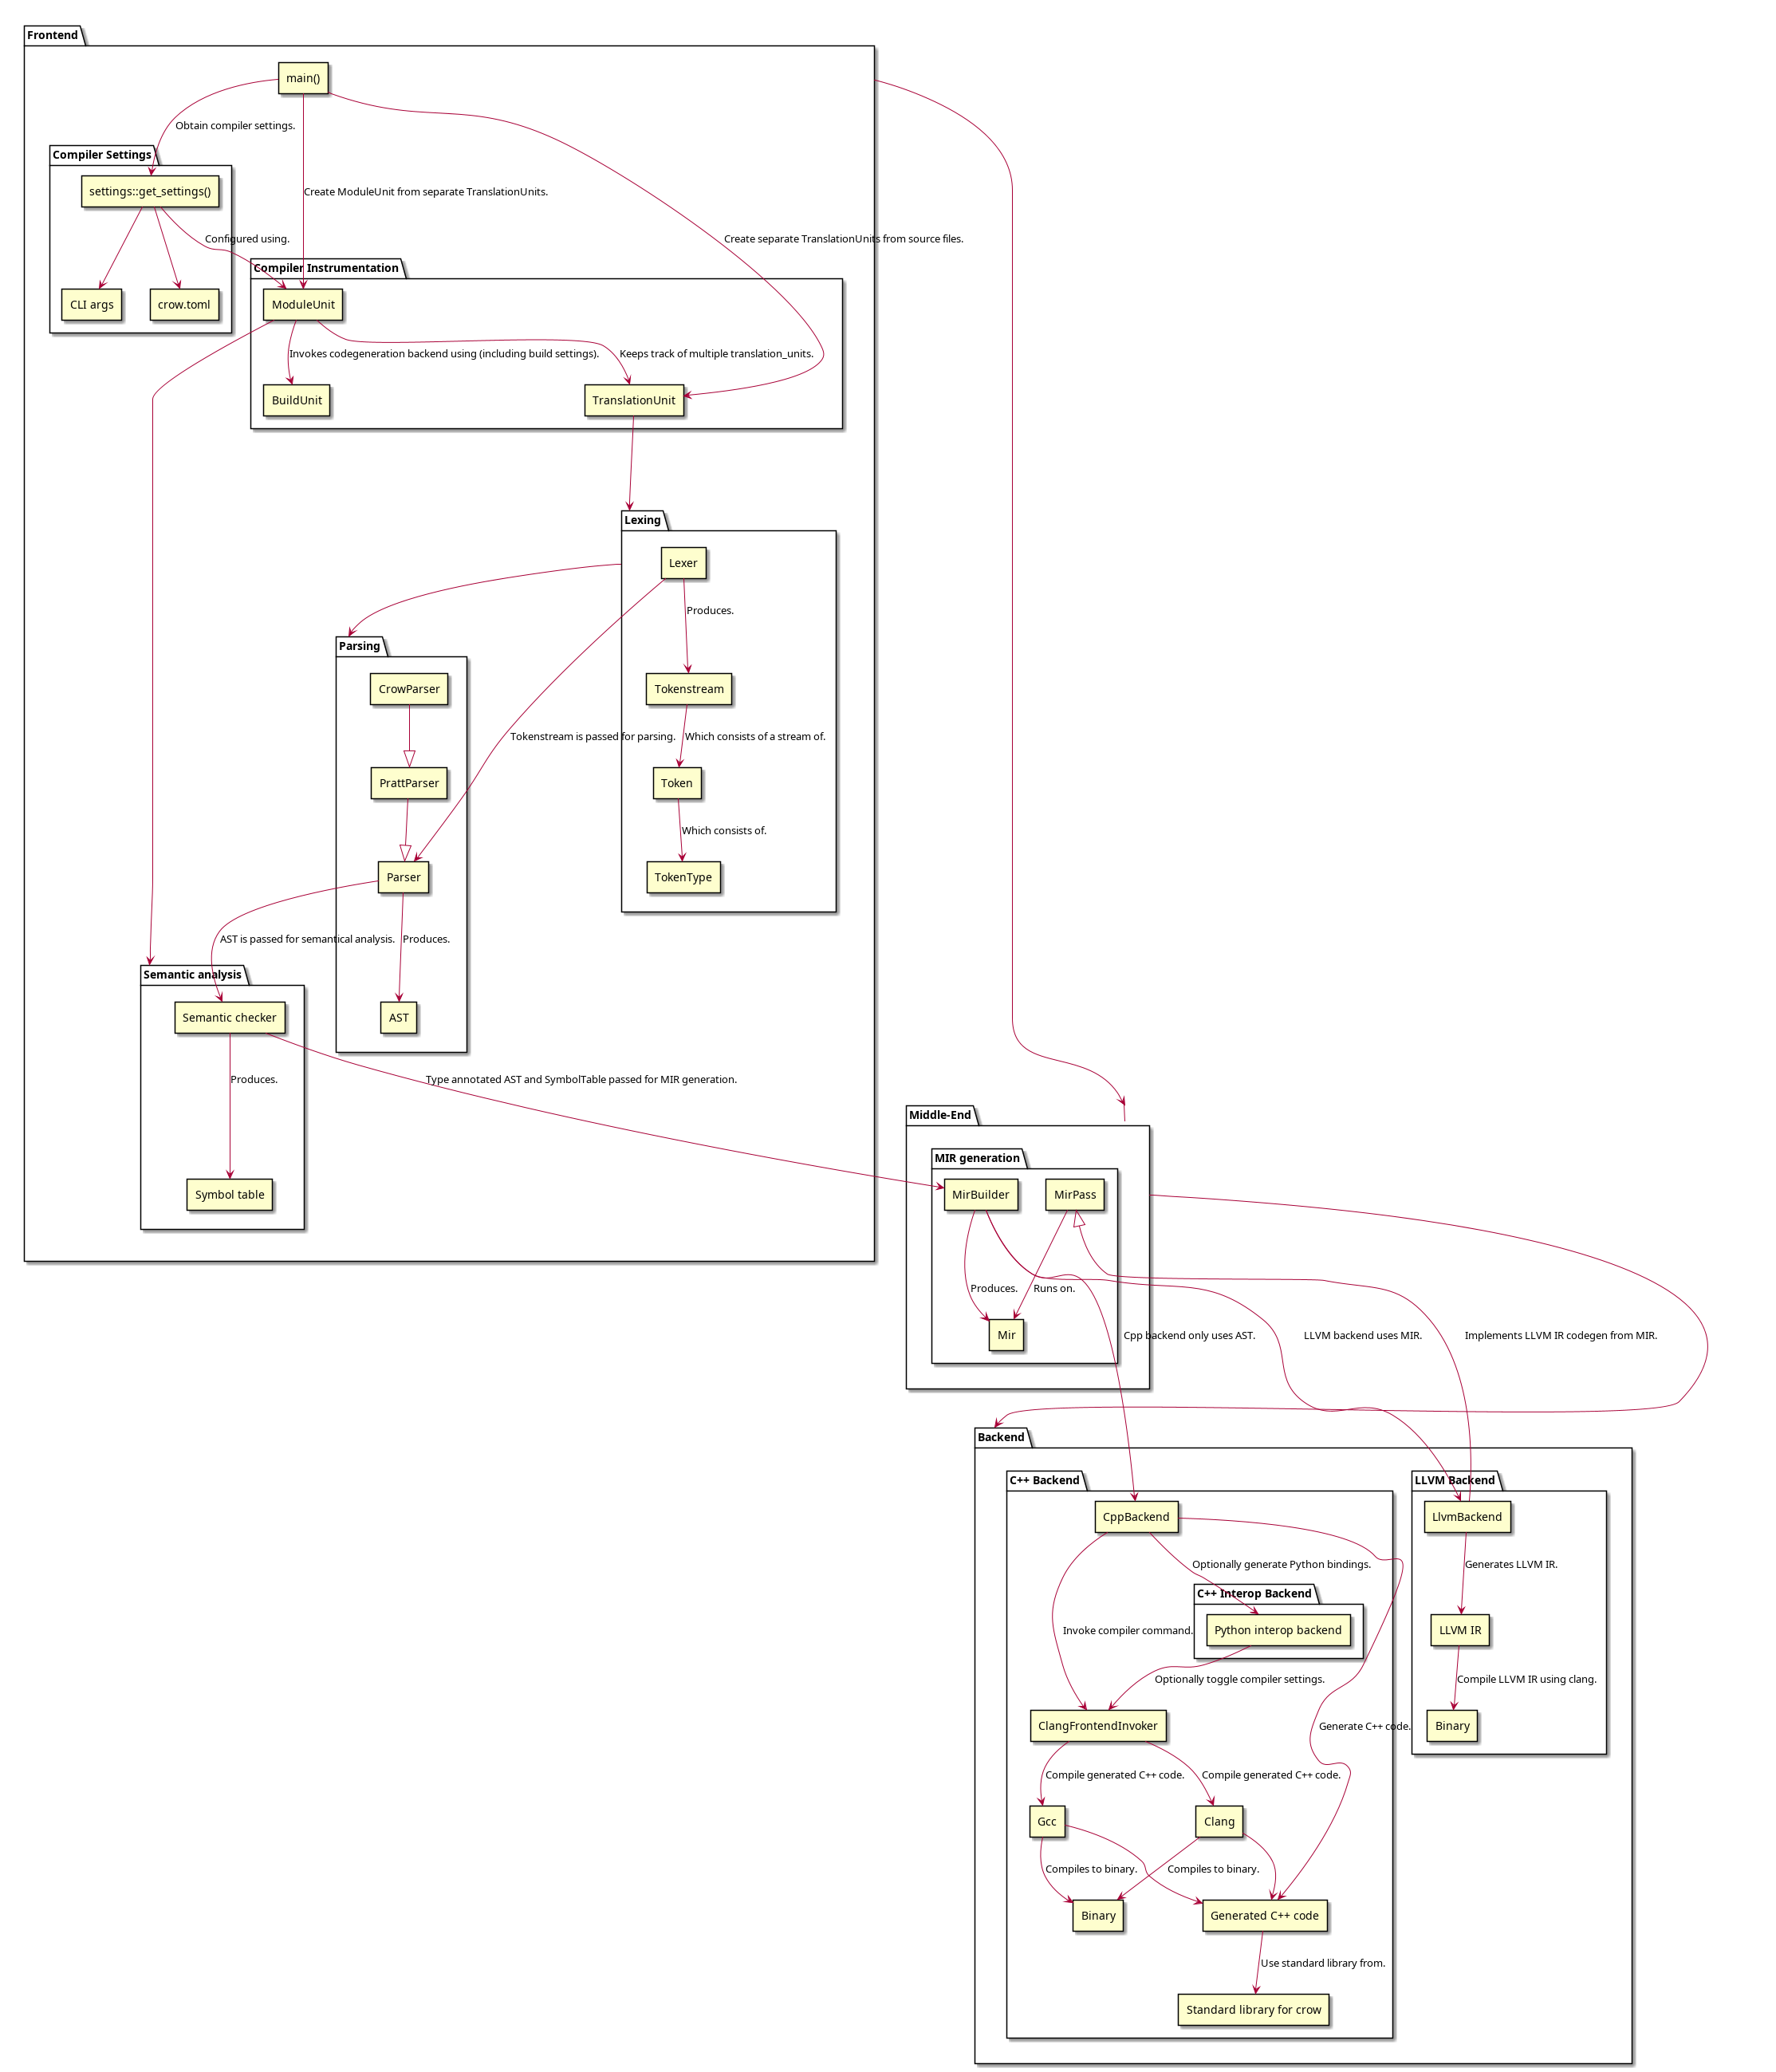 Frontend
main()
Obtain compiler settings.
Compiler Settings
settings::get_settings()
Create ModuleUnit from separate TranslationUnits.
Configured using.
Create separate TranslationUnits from source files.
Compiler Instrumentation
CLI args
crow.toml
ModuleUnit
Invokes codegeneration backend using (including build settings).
Keeps track of multiple translation_units.
BuildUnit
TranslationUnit
Lexing
Lexer
Produces.
Parsing
CrowParser
Tokenstream
Tokenstream is passed for parsing.
Which consists of a stream of.
PrattParser
Token
Which consists of.
Parser
TokenType
AST is passed for semantical analysis.
Produces.
Semantic analysis
Semantic checker
AST
Produces.
Type annotated AST and SymbolTable passed for MIR generation.
Middle-End
MIR generation
Symbol table
MirBuilder
MirPass
Produces.
Runs on.
Mir
Cpp backend only uses AST.
LLVM backend uses MIR.
Implements LLVM IR codegen from MIR.
Backend
C++ Backend
LLVM Backend
CppBackend
LlvmBackend
Optionally generate Python bindings.
Generates LLVM IR.
C++ Interop Backend
Invoke compiler command.
Python interop backend
LLVM IR
Optionally toggle compiler settings.
Compile LLVM IR using clang.
ClangFrontendInvoker
Generate C++ code.
Binary
Compile generated C++ code.
Compile generated C++ code.
Gcc
Clang
Compiles to binary.
Compiles to binary.
Binary
Generated C++ code
Use standard library from.
Standard library for crow